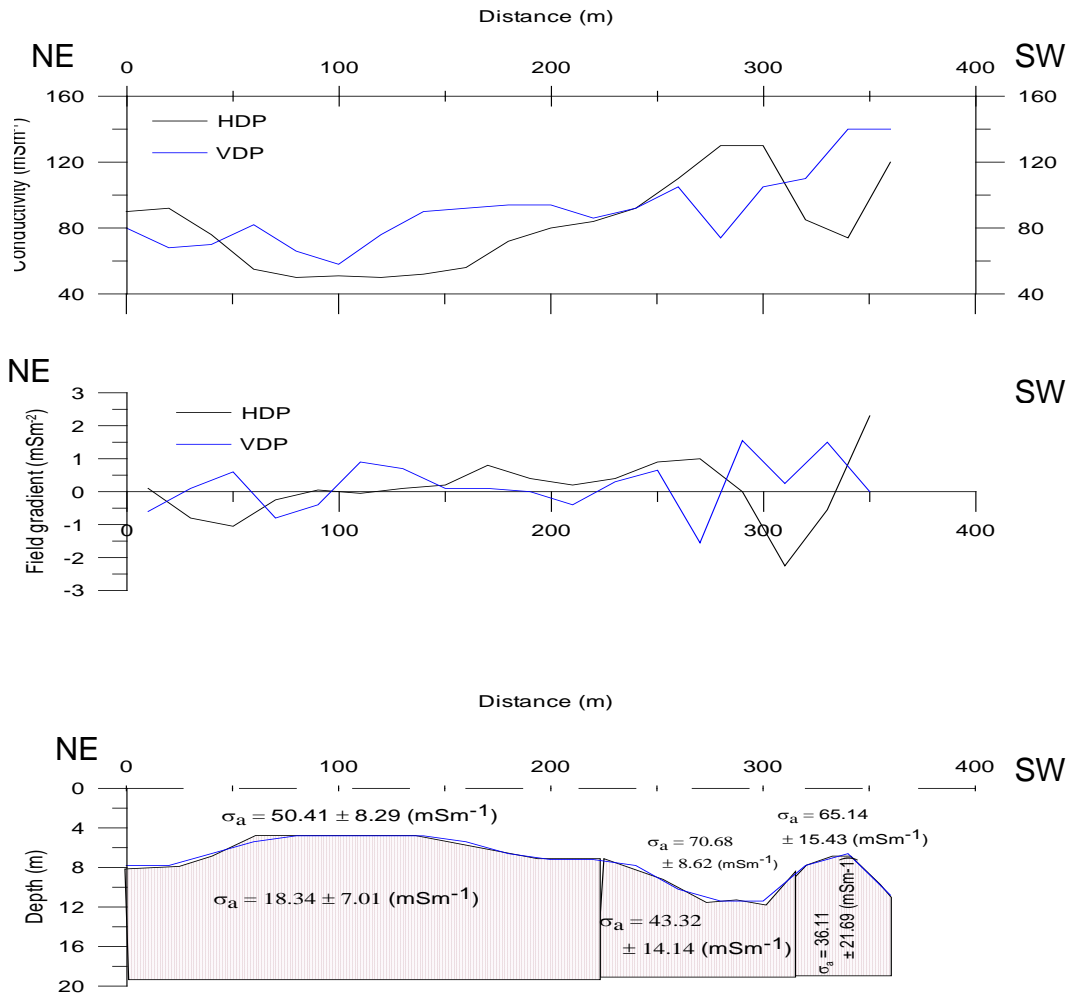 Distance (m)
NE
SW
0 100 200 300 400
160 160
120 120
80 80
40 40
Conductivity (mSm⁻¹)
HDP
VDP
NE
SW
3
2
1
0
-1
-2
-3
Field gradient (mSm⁻²)
HDP
VDP
0 100 200 300 400
Distance (m)
NE
SW
0 100 200 300 400
0
4
8
12
16
20
Depth (m)
σa = 50.41 ± 8.29 (mSm⁻¹)
σa = 70.68
± 8.62 (mSm⁻¹)
σa = 65.14
± 15.43 (mSm⁻¹)
σa = 18.34 ± 7.01 (mSm⁻¹)
σa = 43.32
± 14.14 (mSm⁻¹)
σa = 36.11
± 21.69 (mSm-1)